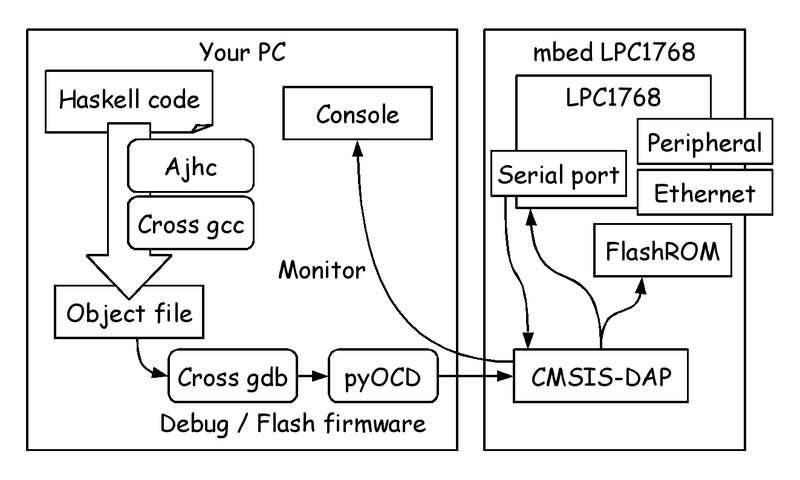 Your PC
Haskell code
Ajhc
Cross gcc
Object file
Console
Monitor
Cross gdb
pyOCD
Debug / Flash firmware
mbed LPC1768
LPC1768
Peripheral
Serial port
Ethernet
FlashROM
CMSIS-DAP